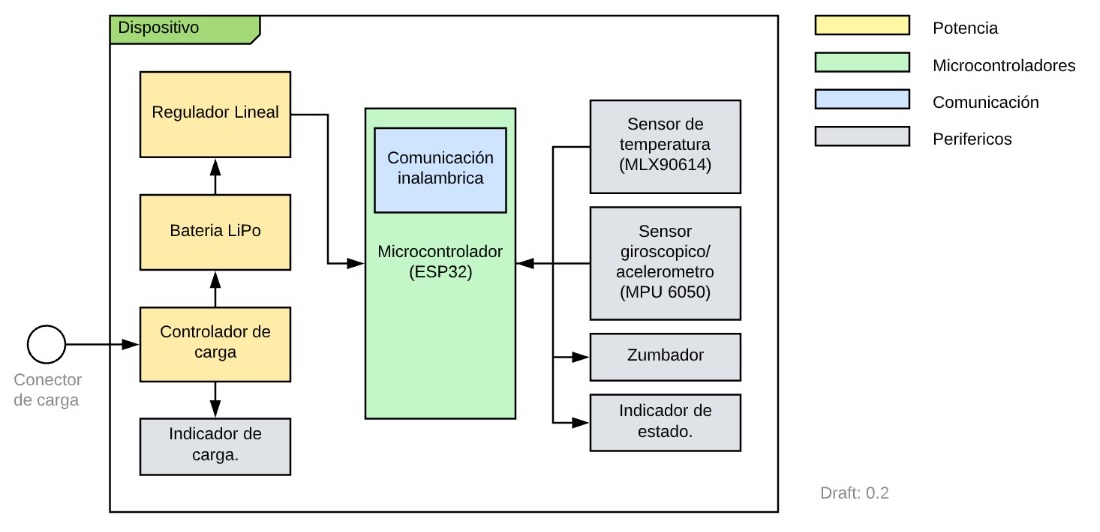 Dispositivo
Regulador Lineal
Bateria LiPo
Controlador de
carga
Indicador de
carga.
Conector
de carga
Comunicación
inalambrica
Microcontrolador
(ESP32)
Sensor de
temperatura
(MLX90614)
Sensor
giroscopico/
acelerometro
(MPU 6050)
Zumbador
Indicador de
estado.
Potencia
Microcontroladores
Comunicación
Perifericos
Draft: 0.2